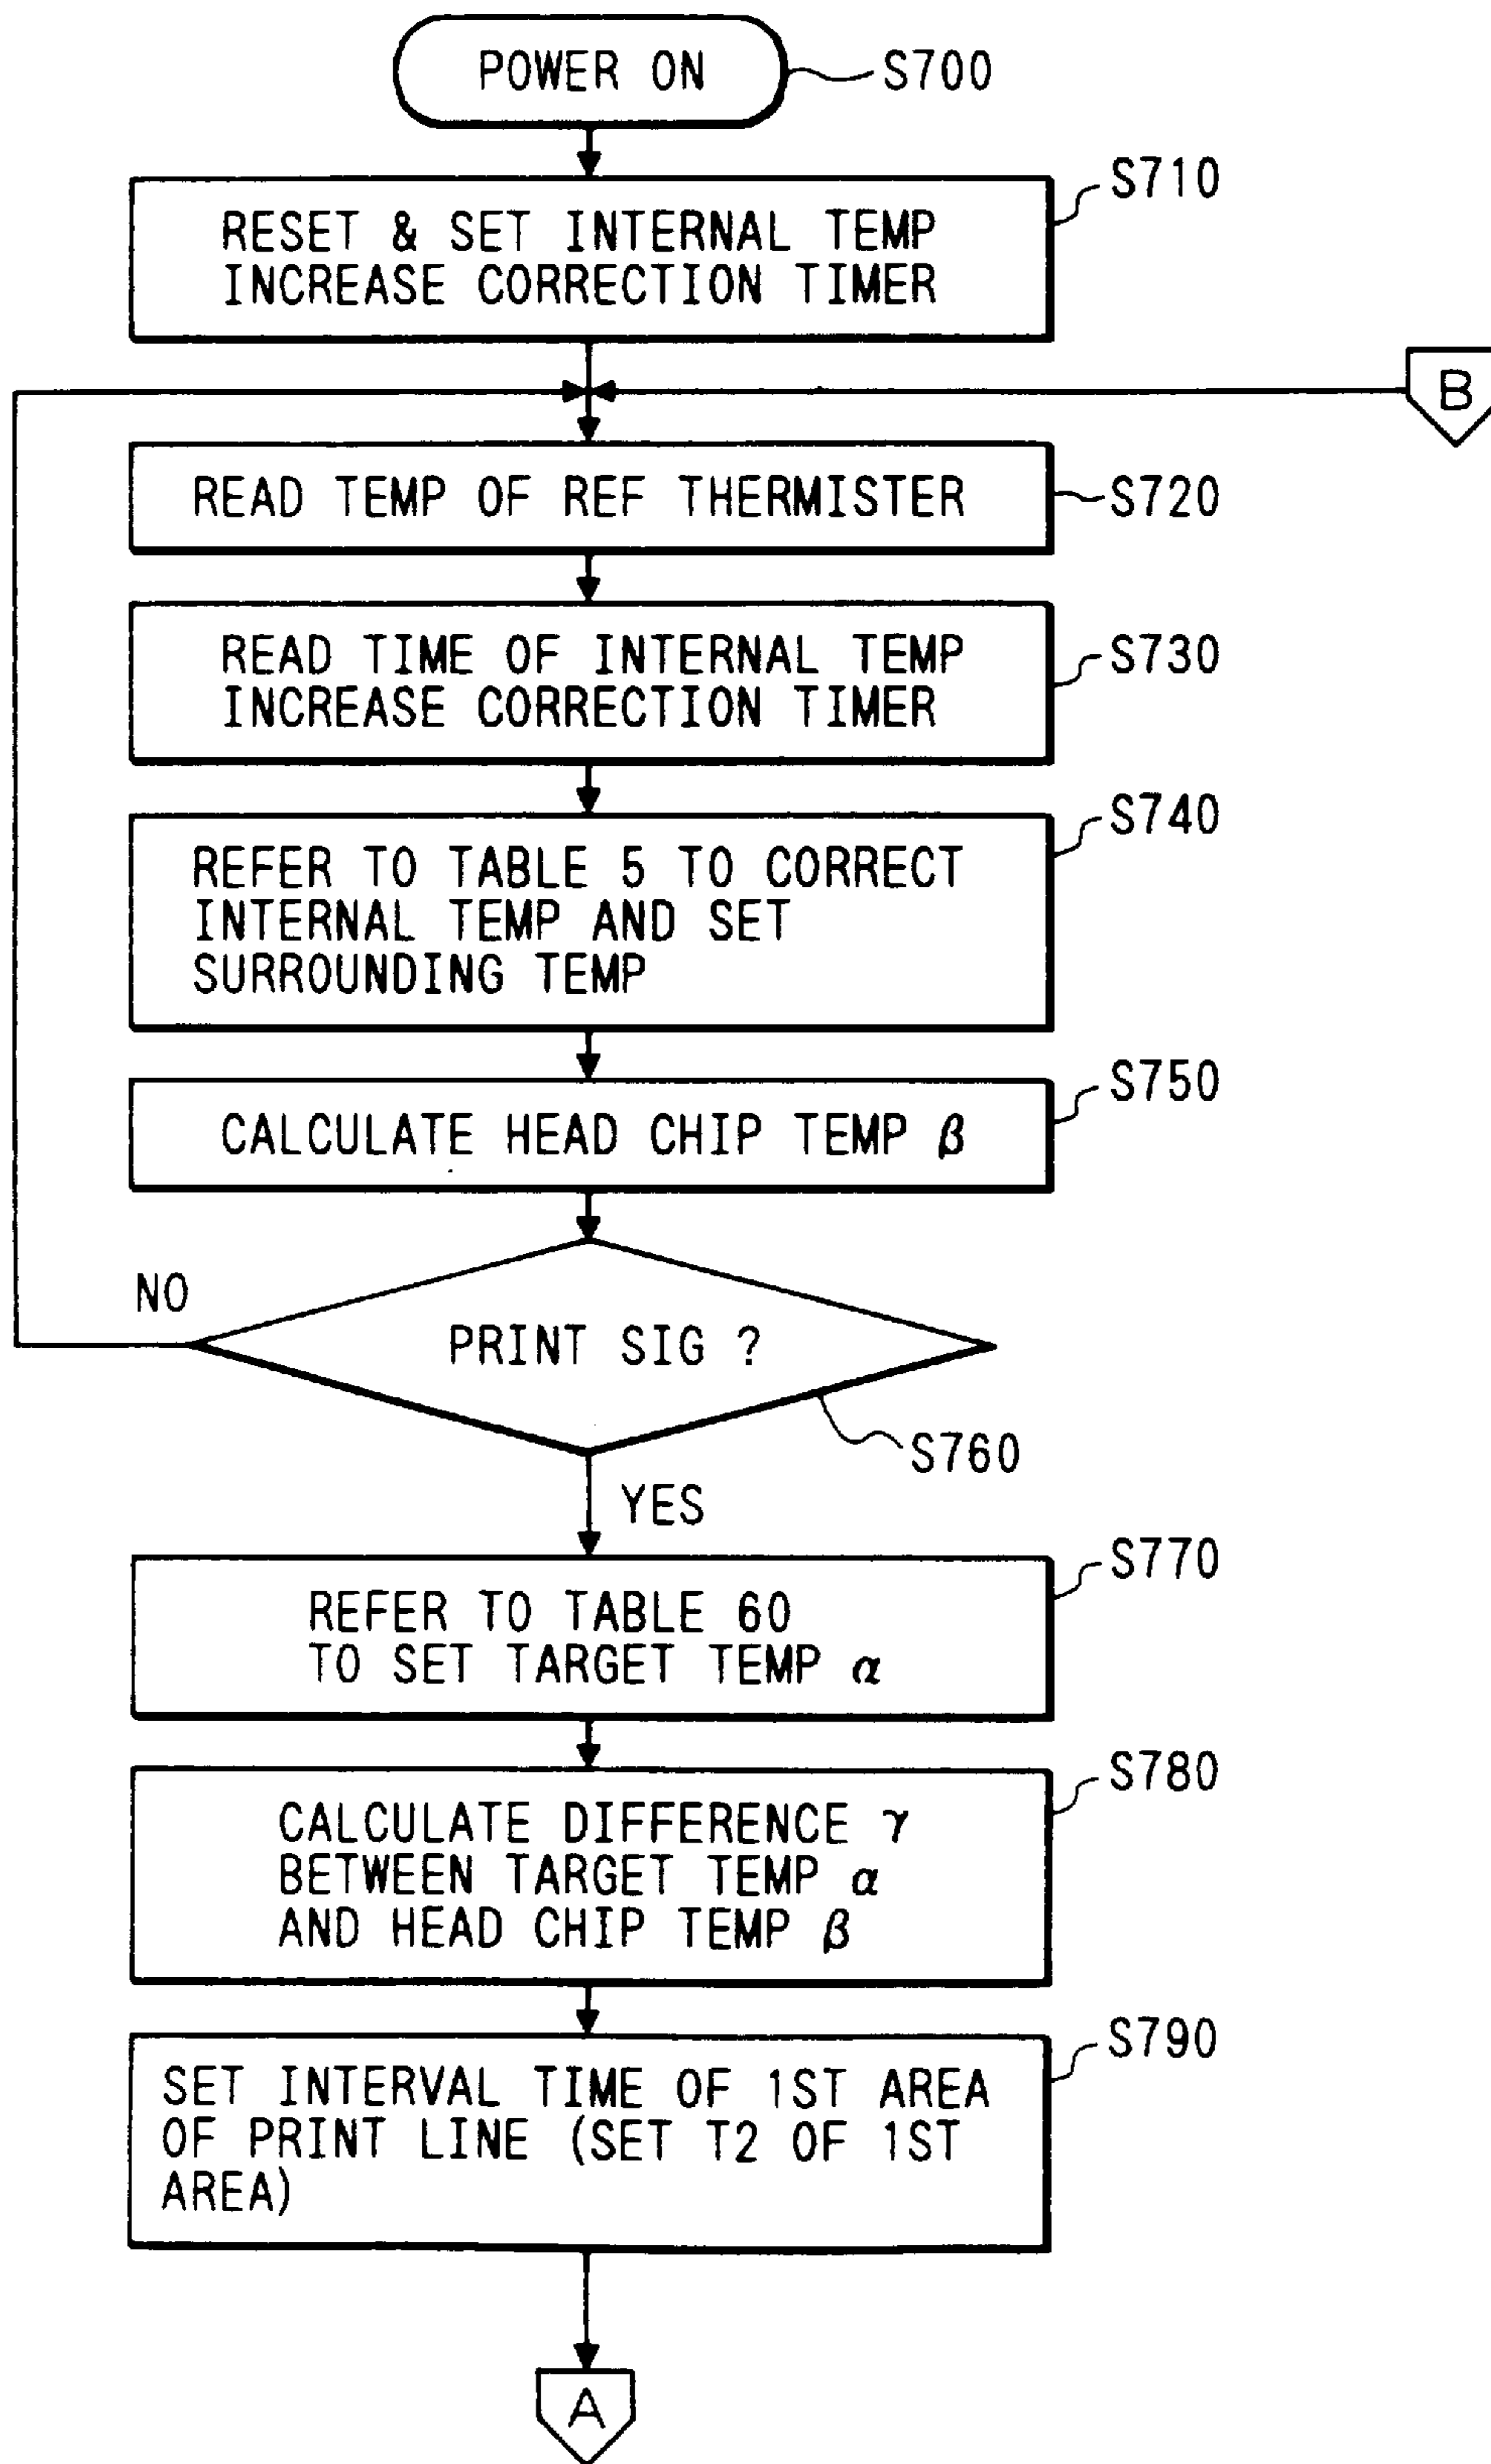 POWER ON
S700
S710
RESET & SET INTERNAL TEMP
INCREASE CORRECTION TIMER
B
READ TEMP OF REF THERMISTER
S720
READ TIME OF INTERNAL TEMP
INCREASE CORRECTION TIMER
S730
S740
REFER TO TABLE 5 TO CORRECT
INTERNAL TEMP AND SET
SURROUNDING TEMP
S750
CALCULATE HEAD CHIP TEMP β
NO
PRINT SIG ?
S760
YES
S770
REFER TO TABLE 60
TO SET TARGET TEMP α
S780
CALCULATE DIFFERENCE γ
BETWEEN TARGET TEMP α
AND HEAD CHIP TEMP β
S790
SET INTERVAL TIME OF 1ST AREA
OF PRINT LINE (SET T2 OF 1ST
AREA)
A